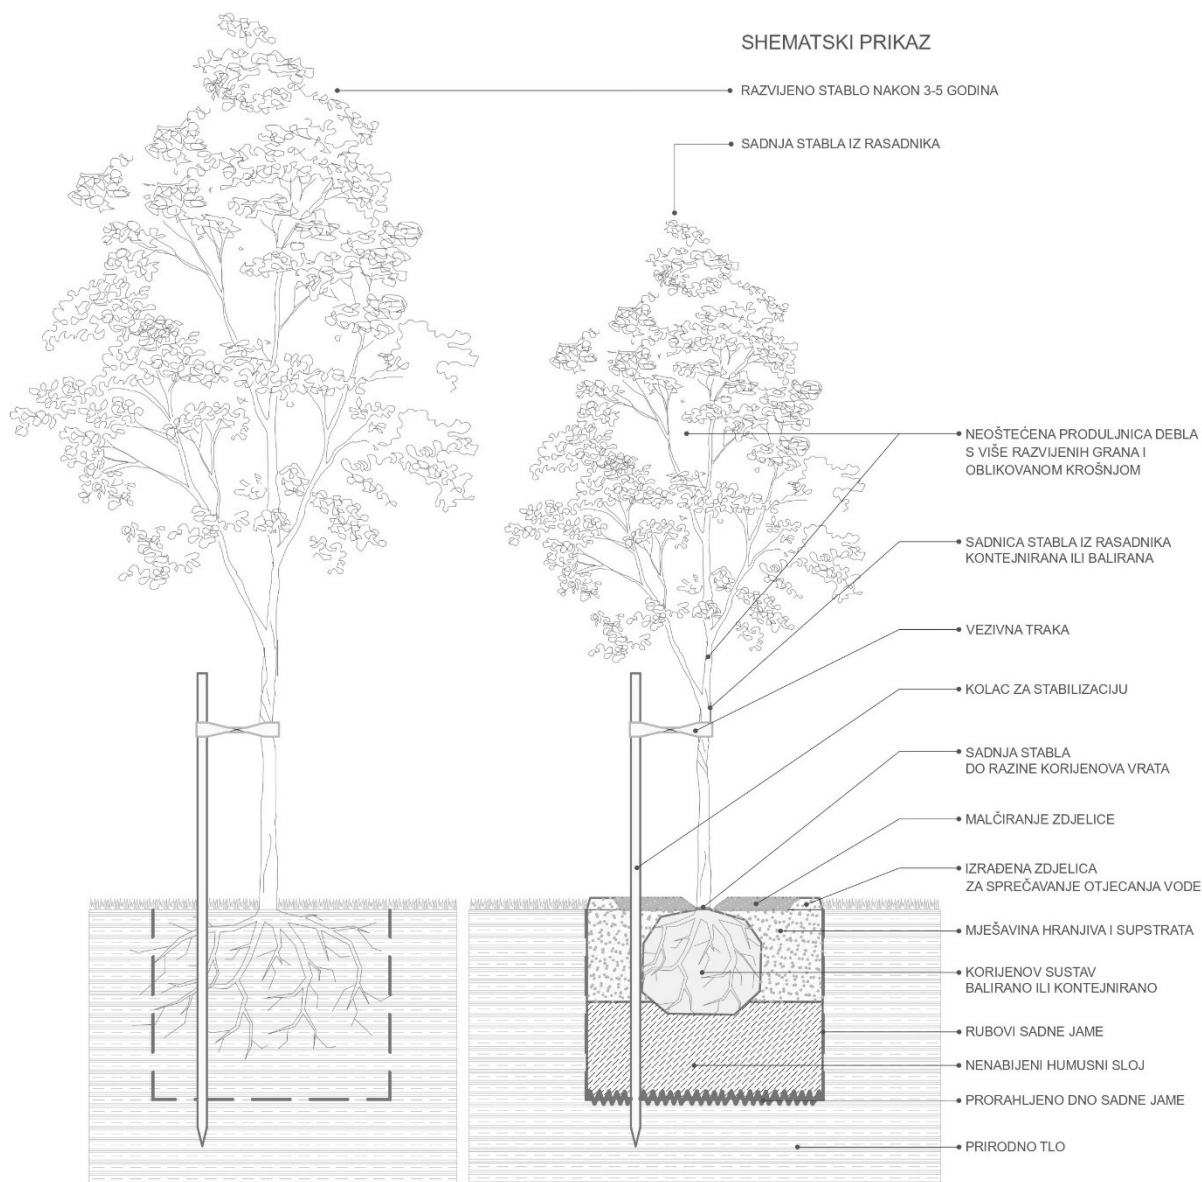 SHEMATSKI PRIKAZ
RAZVIJENO STABLO NAKON 3-5 GODINA
SADNJA STABLA IZ RASADNIKA
NEOŠTEĆENA PRODULJNICA DEBLA
S VIŠE RAZVIJENIH GRANA I
OBLIKOVANOM KROŠNJOM
SADNICA STABLA IZ RASADNIKA
KONTEJNIRANA ILI BALIRANA
VEZIVNA TRAKA
KOLAC ZA STABILIZACIJU
SADNJA STABLA
DO RAZINE KORIJENOVA VRATA
MALČIRANJE ZDJELICE
IZRAĐENA ZDJELICA
ZA SPREČAVANJE OTJECANJA VODE
MJEŠAVINA HRANJIVA I SUPSTRATA
KORIJENOV SUSTAV
BALIRANO ILI KONTEJNIRANO
RUBOVI SADNE JAME
NENABIJENI HUMUSNI SLOJ
PRORAHLJENO DNO SADNE JAME
PRIRODNO TLO